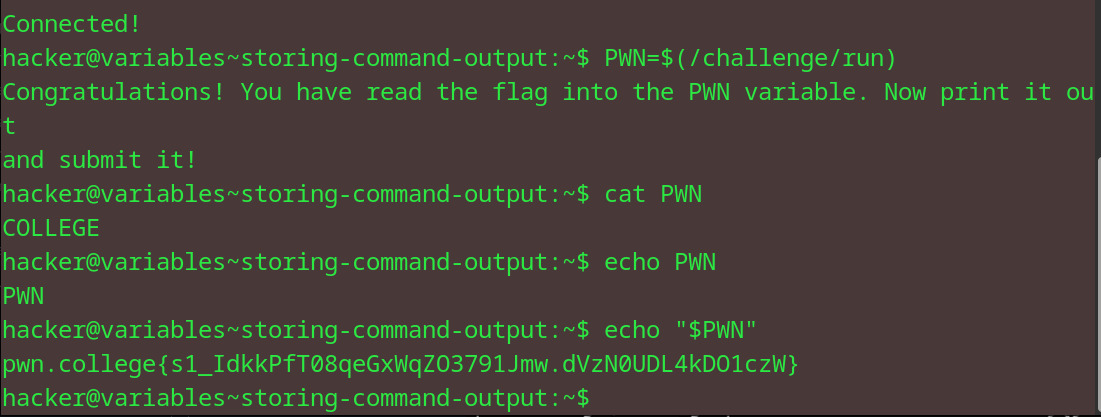 Connected!
hacker@variables~storing-command-output:~$ PWN=$(/challenge/run)
Congratulations! You have read the flag into the PWN variable. Now print it ou
t
and submit it!
hacker@variables~storing-command-output:~$ cat PWN
COLLEGE
hacker@variables~storing-command-output:~$ echo PWN
PWN
hacker@variables~storing-command-output:~$ echo "$PWN"
pwn.college{s1_IdkkPfT08qeGxWqZO3791Jmw.dVzN0UDL4kDO1czW}
hacker@variables~storing-command-output:~$